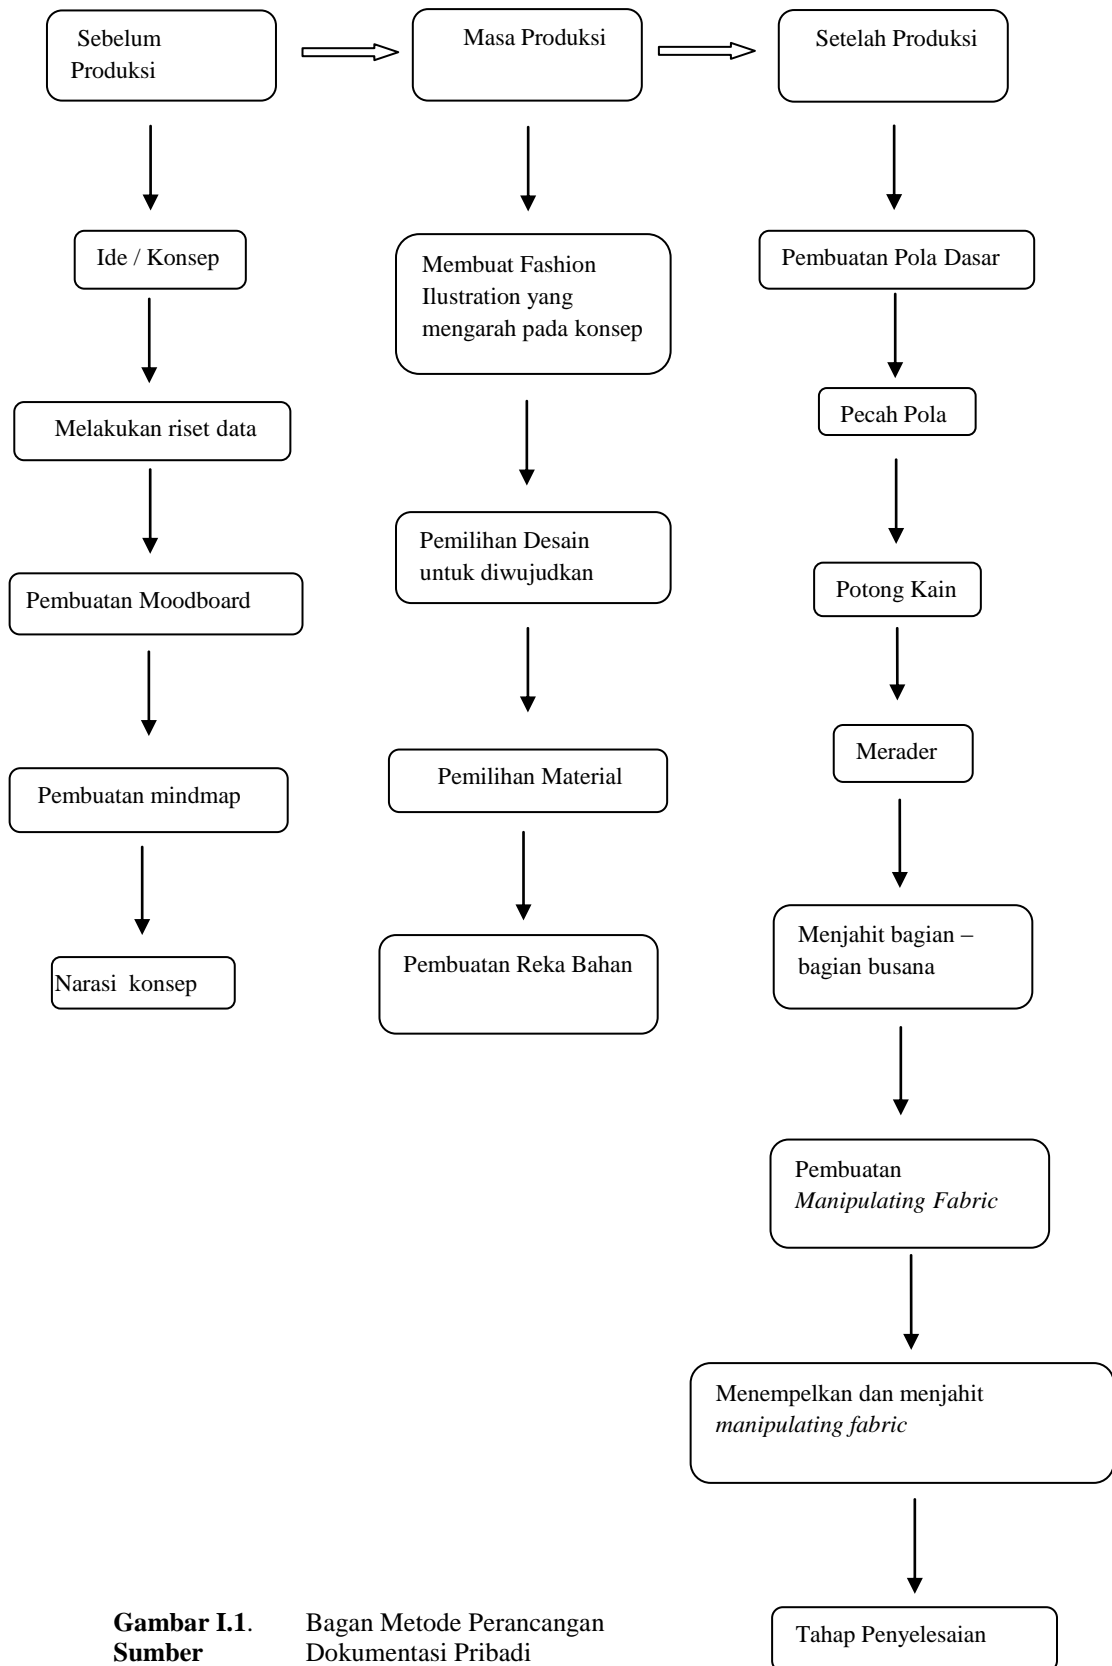 Sebelum
Produksi
Masa Produksi
Setelah Produksi
Ide / Konsep
Melakukan riset data
Pembuatan Moodboard
Pembuatan mindmap
Narasi konsep
Membuat Fashion
Ilustration yang
mengarah pada konsep
Pemilihan Desain
untuk diwujudkan
Pemilihan Material
Pembuatan Reka Bahan
Pembuatan Pola Dasar
Pecah Pola
Potong Kain
Merader
Menjahit bagian –
bagian busana
Pembuatan
Manipulating Fabric
Menempelkan dan menjahit
manipulating fabric
Tahap Penyelesaian
Gambar I.1. Bagan Metode Perancangan
Sumber Dokumentasi Pribadi